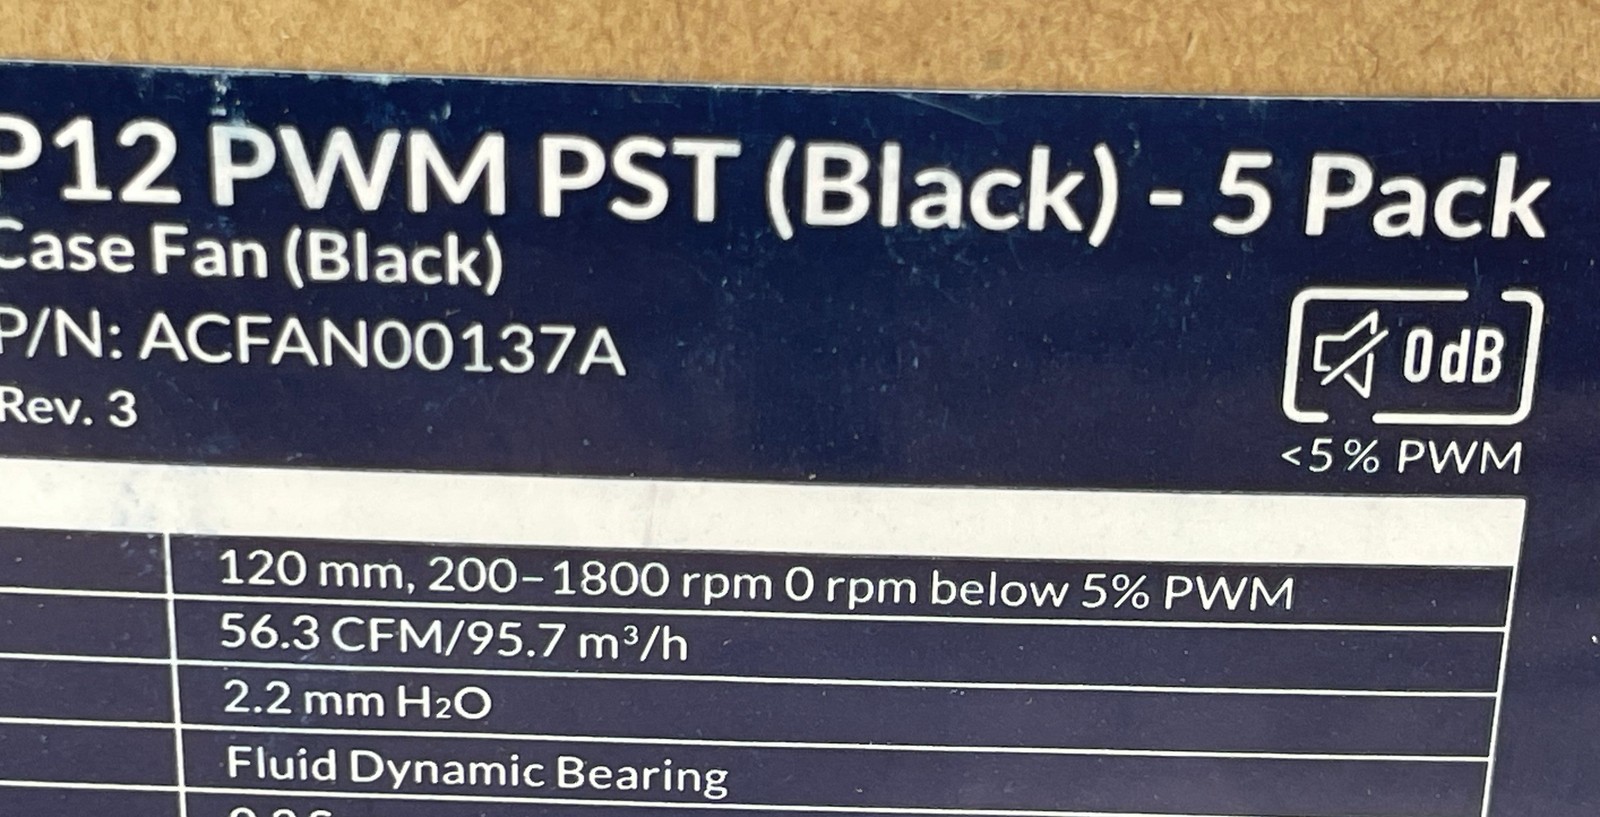 P12 PWM PST (Black) - 5 Pack
Case Fan (Black)
P/N: ACFAN00137A
Rev. 3
0dB
<5% PWM
120 mm, 200–1800 rpm 0 rpm below 5% PWM
56.3 CFM/95.7 m³/h
2.2 mm H₂O
Fluid Dynamic Bearing